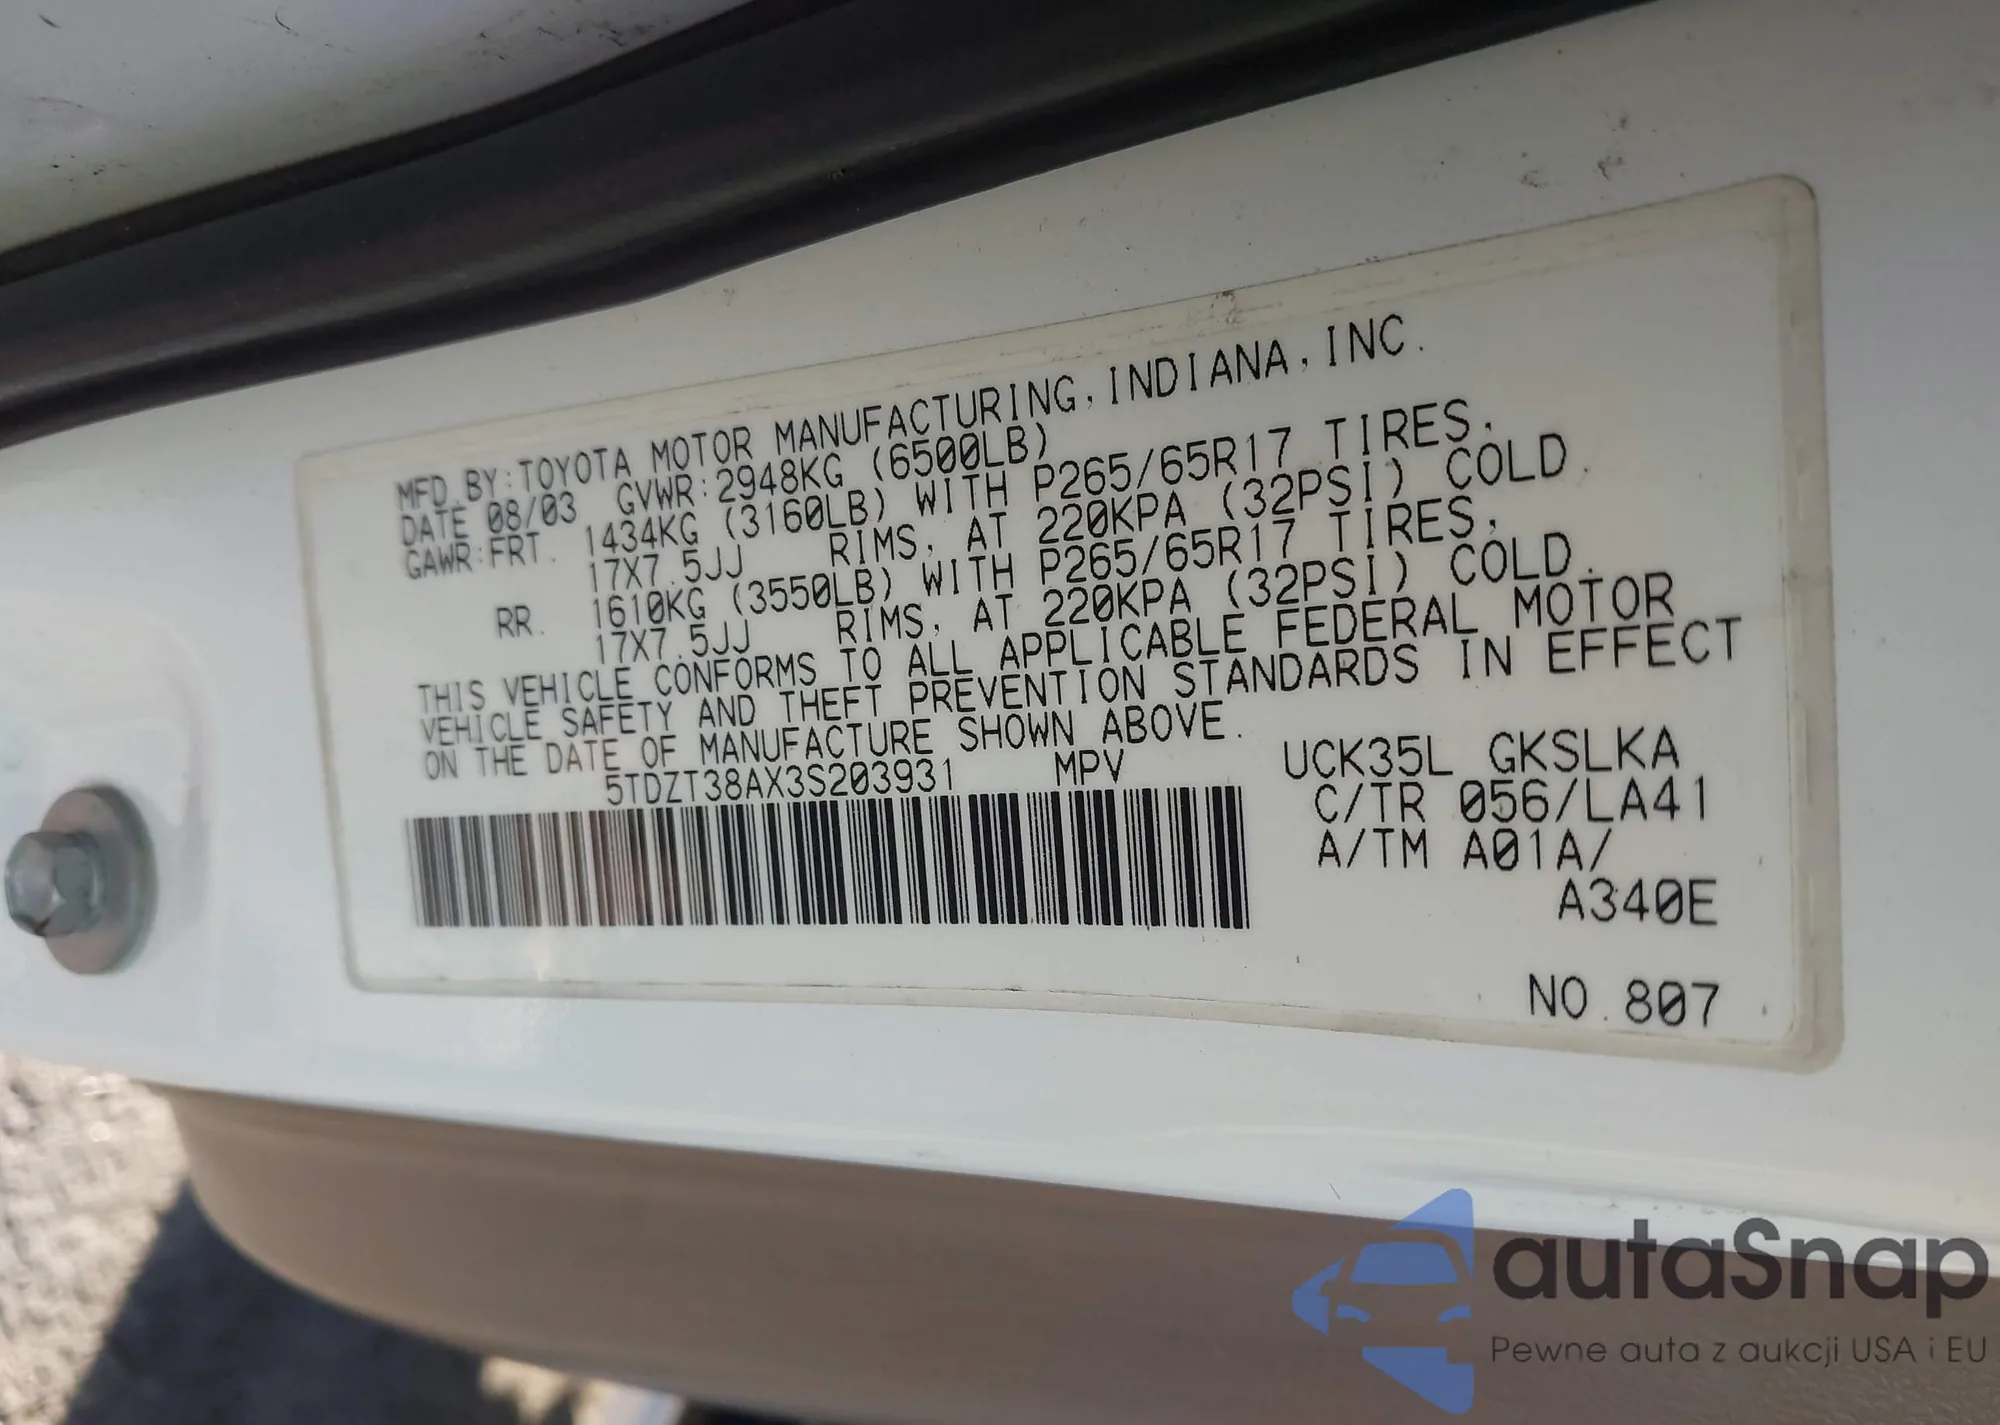 MFD.BY:TOYOTA MOTOR MANUFACTURING,INDIANA,INC.
DATE 08/03 GVWR:2948KG (6500LB)
GAWR:FRT. 1434KG (3160LB) WITH P265/65R17 TIRES.
17X7.5JJ RIMS, AT 220KPA (32PSI) COLD.
RR. 1610KG (3550LB) WITH P265/65R17 TIRES,
17X7.5JJ RIMS, AT 220KPA (32PSI) COLD.
THIS VEHICLE CONFORMS TO ALL APPLICABLE FEDERAL MOTOR
VEHICLE SAFETY AND THEFT PREVENTION STANDARDS IN EFFECT
ON THE DATE OF MANUFACTURE SHOWN ABOVE.
5TDZT38AX3S203931 MPV
UCK35L GKSLKA
C/TR 056/LA41
A/TM A01A/
A340E
NO.807
autaSnap
Pewne auta z aukcji USA i EU